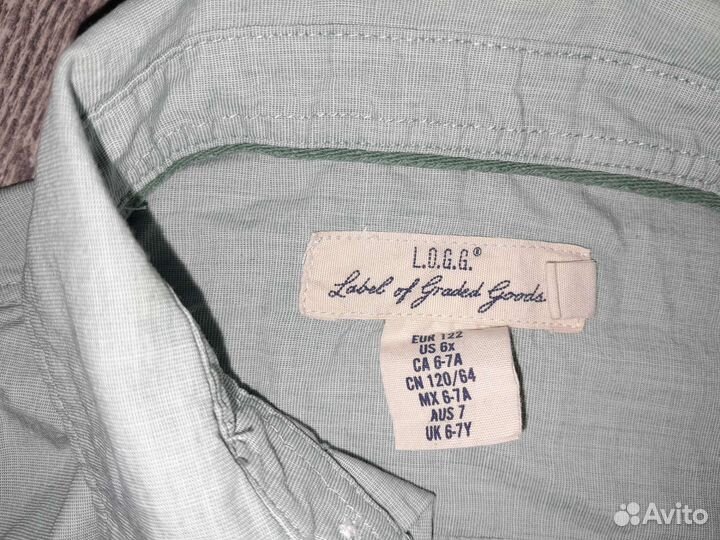 L.O.G.G.®
Label of Graded Goods
EUR 122
US 6x
CA 6-7A
CN 120/64
MX 6-7A
AUS 7
UK 6-7Y
Avito